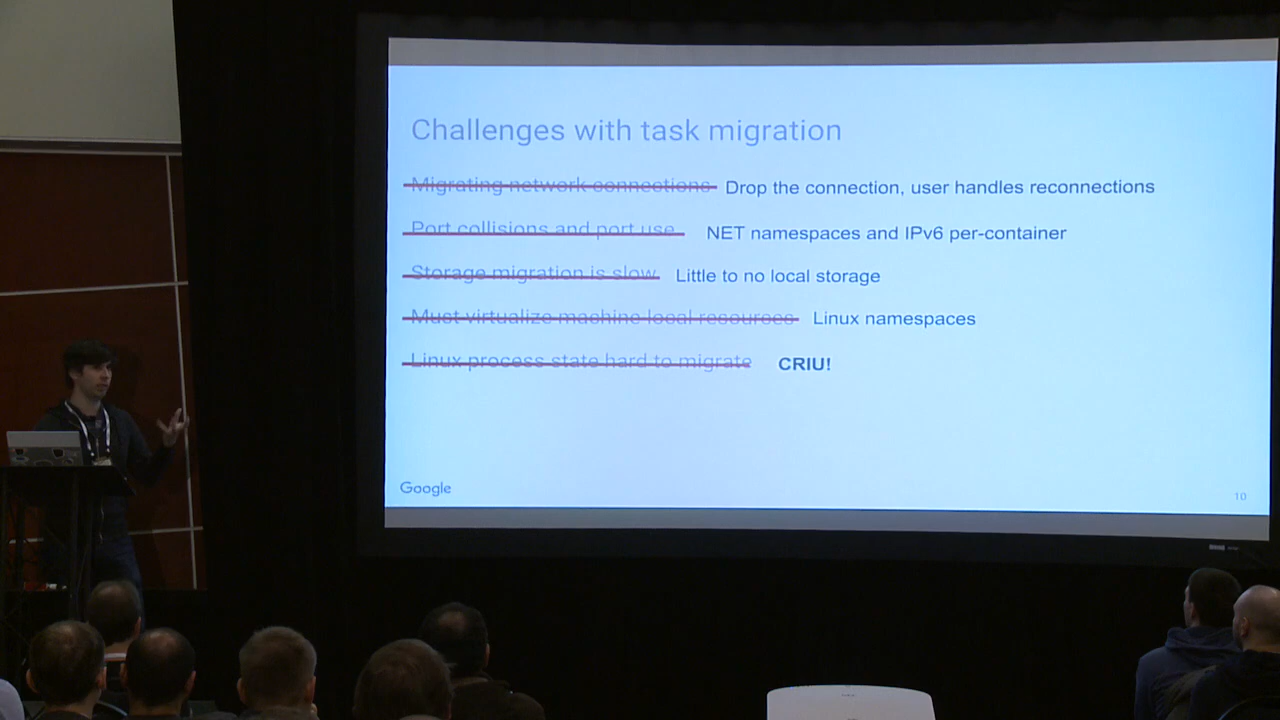 Challenges with task migration
Migrating network connections Drop the connection, user handles reconnections
Port collisions and port use NET namespaces and IPv6 per-container
Storage migration is slow Little to no local storage
Must virtualize machine local resources Linux namespaces
Linux process state hard to migrate CRIU!
Google
10